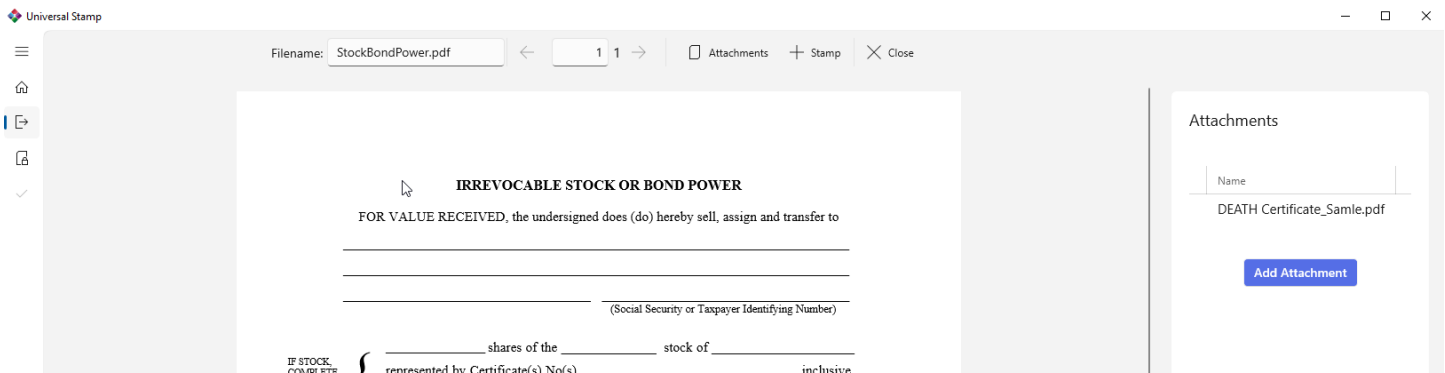 Universal Stamp
Filename: StockBondPower.pdf 1 1 Attachments Stamp Close
IRREVOCABLE STOCK OR BOND POWER
FOR VALUE RECEIVED, the undersigned does (do) hereby sell, assign and transfer to
(Social Security or Taxpayer Identifying Number)
shares of the stock of
IF STOCK,
COMPLETE
represented by Certificate(s) No(s) inclusive
Attachments
Name
DEATH Certificate_Samle.pdf
Add Attachment